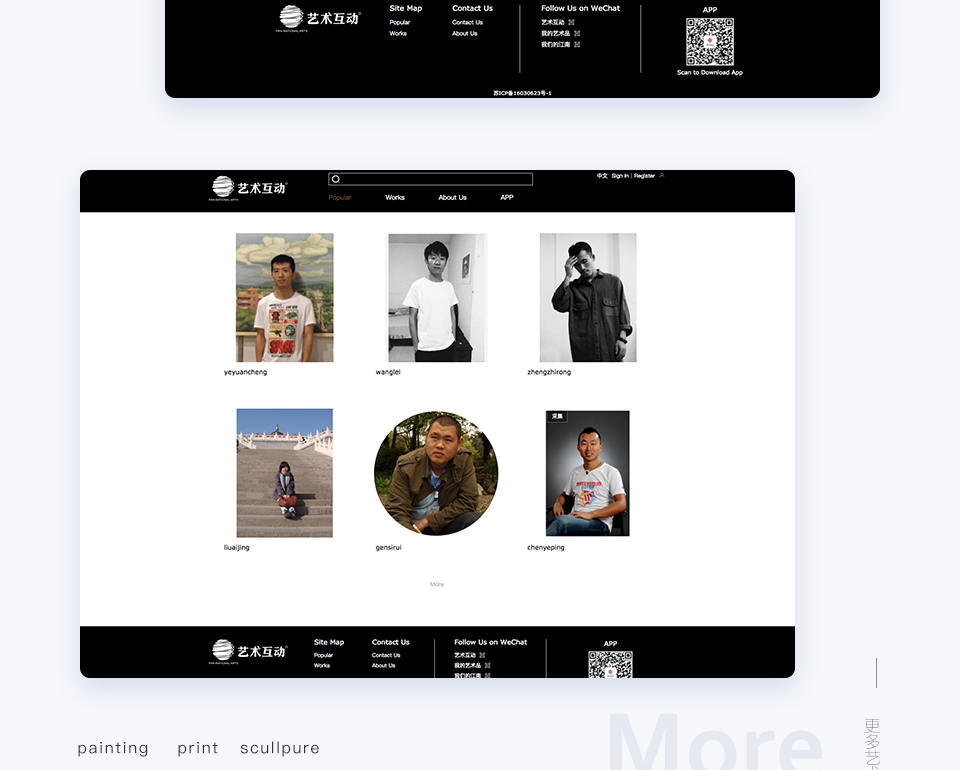 艺术互动
PAN-NATIONAL ARTS
Site Map
Popular
Works
Contact Us
Contact Us
About Us
Follow Us on WeChat
艺术互动
我的艺术品
我们的江南
APP
Scan to Download App
苏ICP备16030623号-1
艺术互动
PAN-NATIONAL ARTS
中文 Sign In | Register
Popular Works About Us APP
yeyuancheng wanglei zhengzhirong
采集
liuaijing gensirui chenyeping
More
艺术互动
PAN-NATIONAL ARTS
Site Map
Popular
Works
Contact Us
Contact Us
About Us
Follow Us on WeChat
艺术互动
我的艺术品
我们的江南
APP
painting print scullpure
More
更多艺